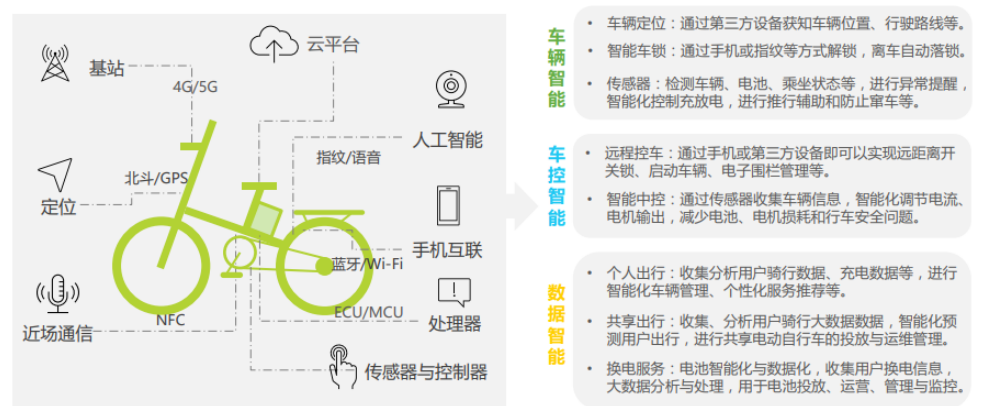 云平台
基站
4G/5G
人工智能
指纹/语音
北斗/GPS
定位
手机互联
蓝牙/Wi-Fi
NFC
近场通信
ECU/MCU
处理器
传感器与控制器
车辆智能
• 车辆定位：通过第三方设备获知车辆位置、行驶路线等。
• 智能车锁：通过手机或指纹等方式解锁，离车自动落锁。
• 传感器：检测车辆、电池、乘坐状态等，进行异常提醒，
智能化控制充放电，进行推行辅助和防止窜车等。
车控智能
• 远程控车：通过手机或第三方设备即可以实现远距离开
关锁、启动车辆、电子围栏管理等。
• 智能中控：通过传感器收集车辆信息，智能化调节电流、
电机输出，减少电池、电机损耗和行车安全问题。
数据智能
• 个人出行：收集分析用户骑行数据、充电数据等，进行
智能化车辆管理、个性化服务推荐等。
• 共享出行：收集、分析用户骑行大数据数据，智能化预
测用户出行，进行共享电动自行车的投放与运维管理。
• 换电服务：电池智能化与数据化，收集用户换电信息，
大数据分析与处理，用于电池投放、运营、管理与监控。